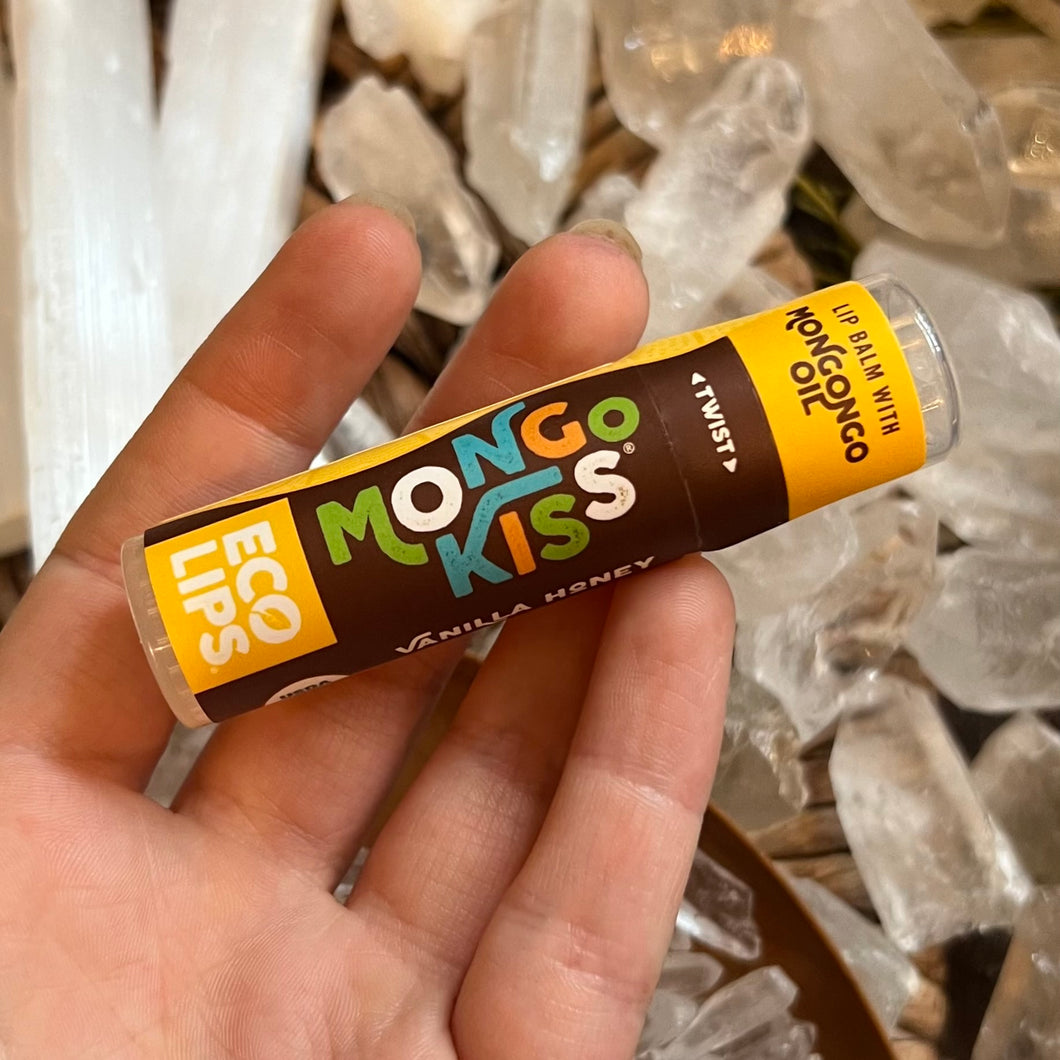 ECO
LIPS®
MONGO
KISS®
VANILLA HONEY
TWIST
LIP BALM WITH
MONGONGO
OIL